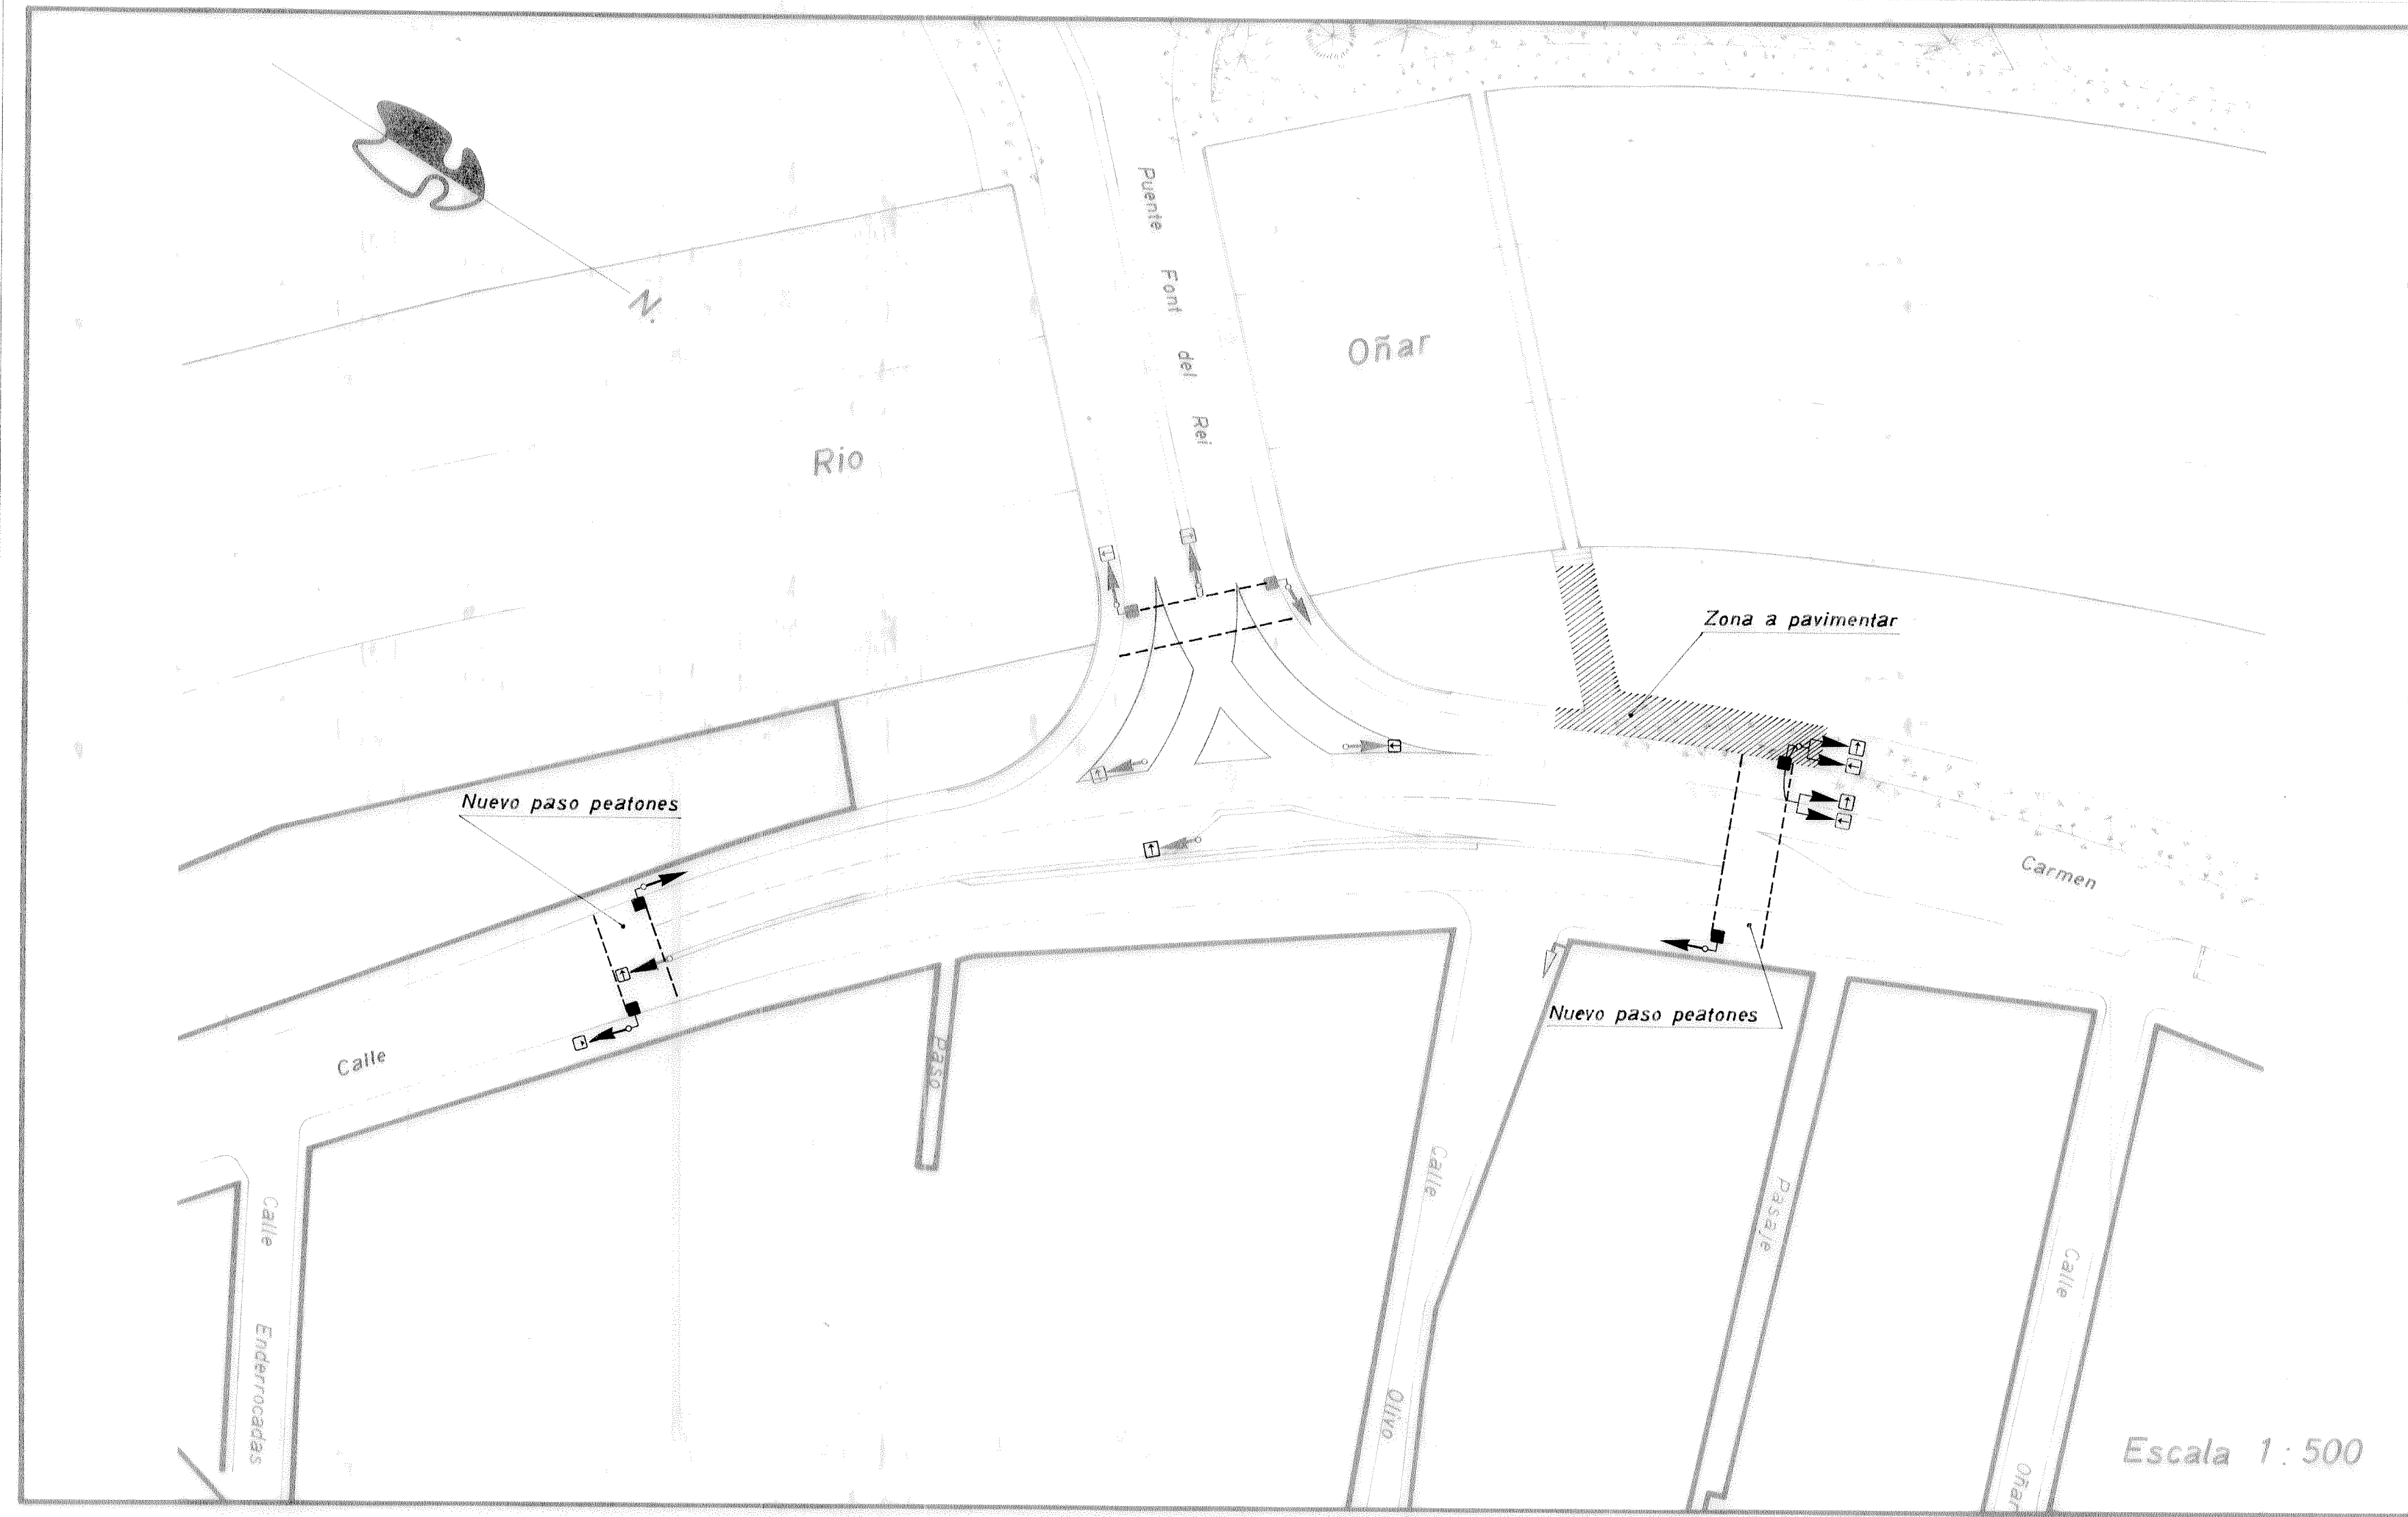 N.
Puente Font del Rei
Oñar
Rio
Zona a pavimentar
Nuevo paso peatones
Carmen
Nuevo paso peatones
Calle
Paso
Calle Olivo
Pasaje
Calle Oñar
Calle Enderrocadas
Escala 1:500